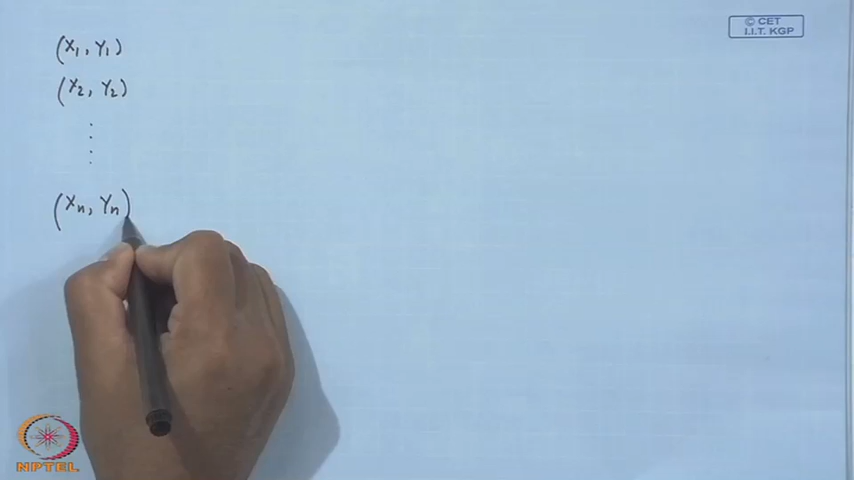 (X₁, Y₁)
© CET
I.I.T. KGP
(X₂, Y₂)
⋮
(Xₙ, Yₙ)
NPTEL